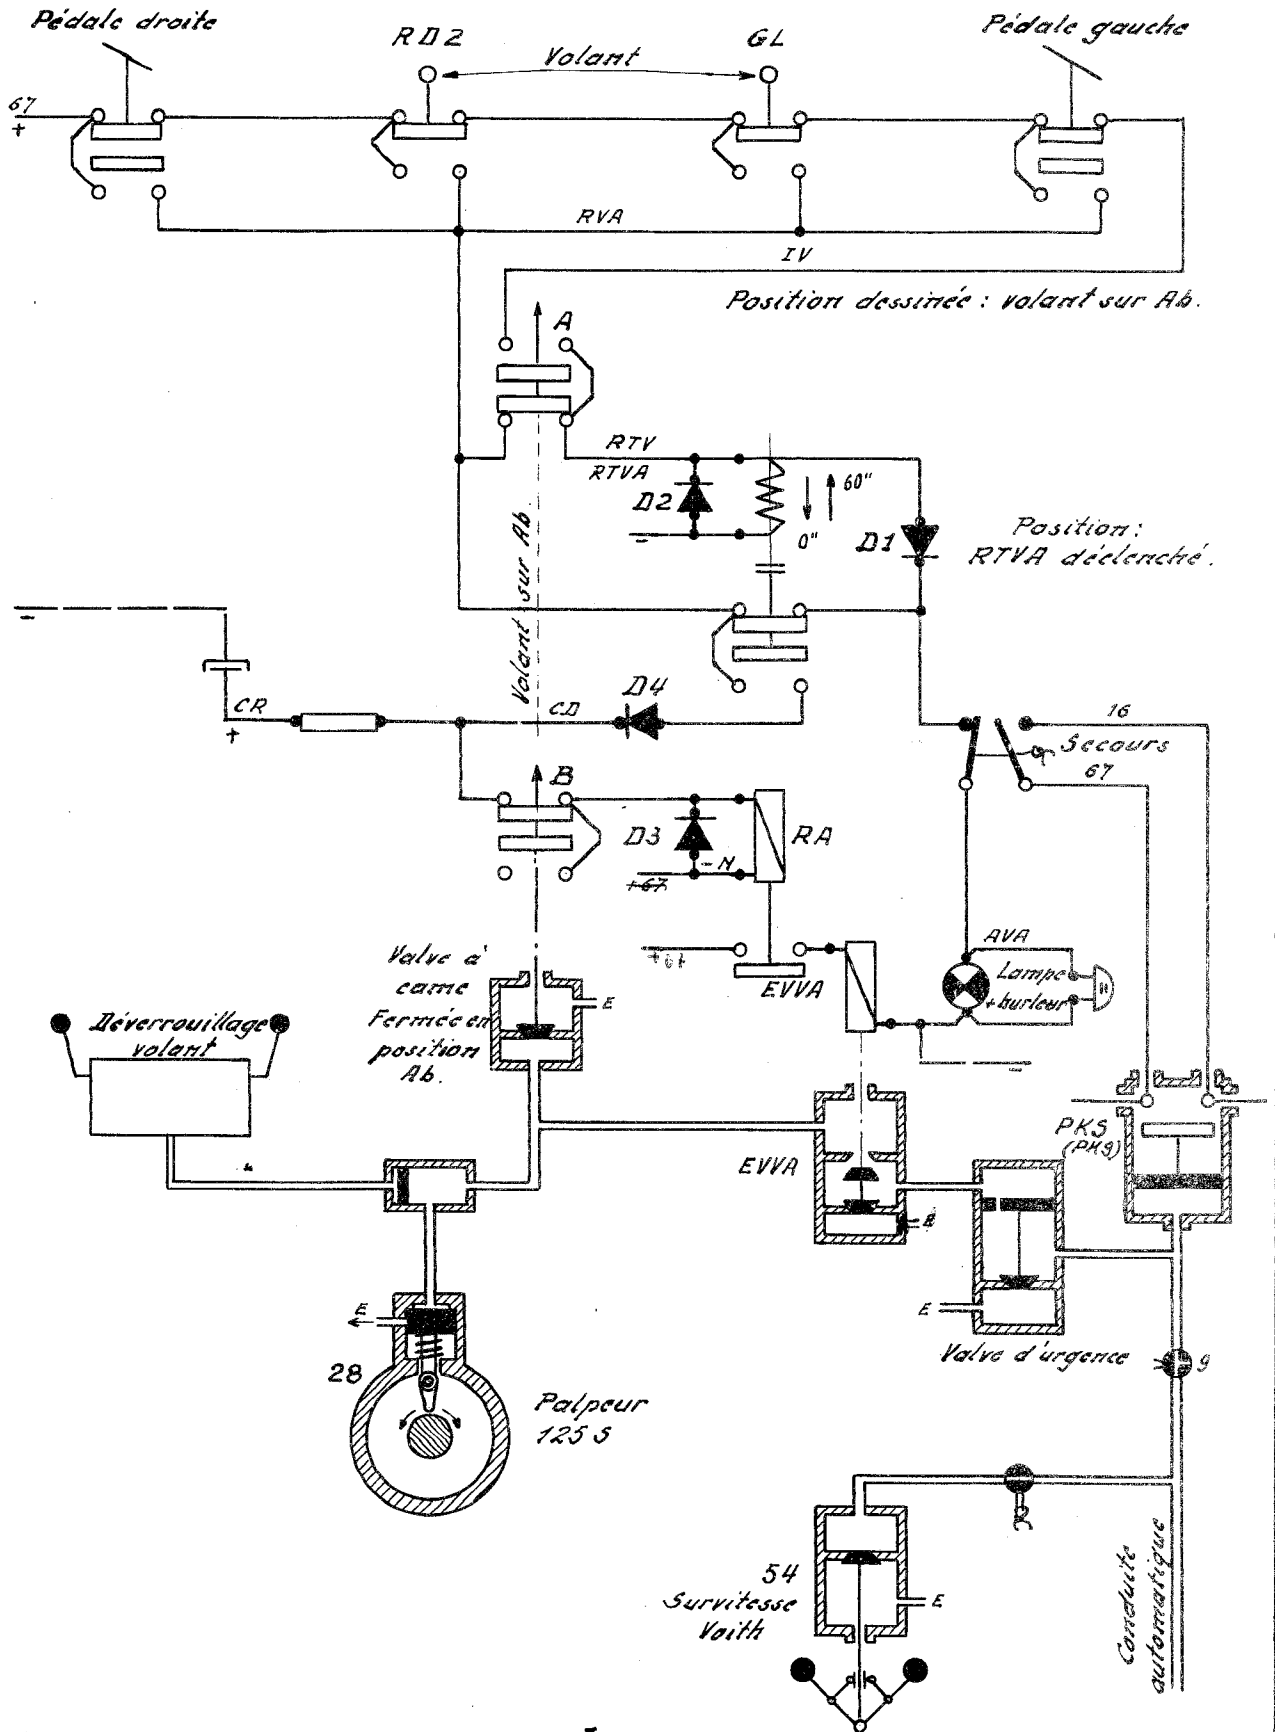 Pédale droite
RD2
Volant
GL
Pédale gauche
67
+
RVA
IV
Position dessinée : volant sur Ab.
A
RTV
RTVA
D2
60"
0"
-
D1
Position :
RTVA déclenché.
Volant sur Ab.
-
CR
+
CD
D4
16
Secours
67
B
D3
-N
+67
RA
Valve à
came
Fermée en
position
Ab.
E
+67
EVVA
AVA
Lampe
+ hurleur
-
Déverrouillage
volant
PKS
(PH9)
EVVA
E
E
Valve d'urgence
9
E
28
Palpeur
125 S
54
Survitesse
Voith
E
Conduite
automatique